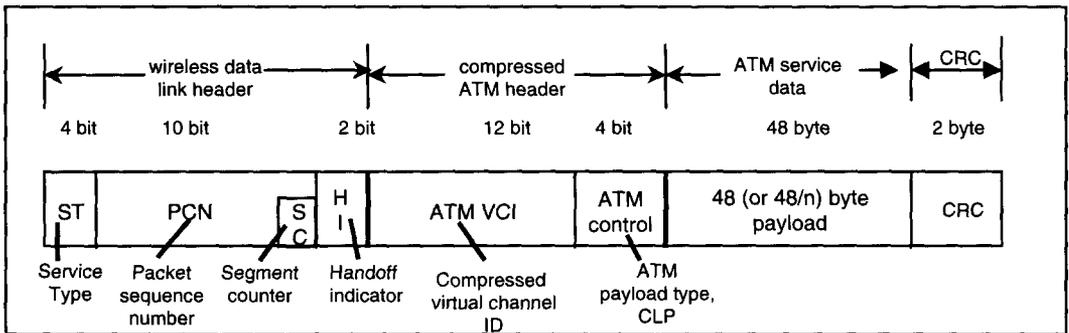 wireless data
link header
compressed
ATM header
ATM service
data
CRC
4 bit
10 bit
2 bit
12 bit
4 bit
48 byte
2 byte
ST
PCN
S
C
H
I
ATM VCI
ATM
control
48 (or 48/n) byte
payload
CRC
Service
Type
Packet
sequence
number
Segment
counter
Handoff
indicator
Compressed
virtual channel
ID
ATM
payload type,
CLP